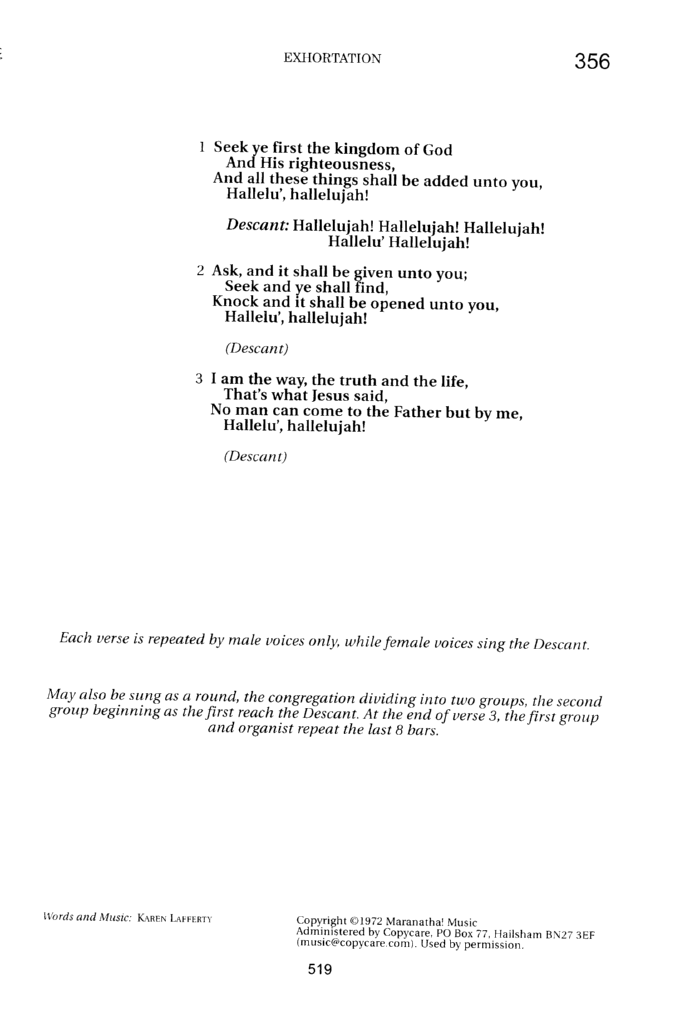 EXHORTATION
356
1 Seek ye first the kingdom of God
And His righteousness,
And all these things shall be added unto you,
Hallelu', hallelujah!
Descant: Hallelujah! Hallelujah! Hallelujah!
Hallelu' Hallelujah!
2 Ask, and it shall be given unto you;
Seek and ye shall find,
Knock and it shall be opened unto you,
Hallelu', hallelujah!
(Descant)
3 I am the way, the truth and the life,
That's what Jesus said,
No man can come to the Father but by me,
Hallelu', hallelujah!
(Descant)
Each verse is repeated by male voices only, while female voices sing the Descant.
May also be sung as a round, the congregation dividing into two groups, the second
group beginning as the first reach the Descant. At the end of verse 3, the first group
and organist repeat the last 8 bars.
Words and Music: KAREN LAFFERTY
Copyright ©1972 Maranatha! Music
Administered by Copycare, PO Box 77, Hailsham BN27 3EF
(music@copycare.com). Used by permission.
519